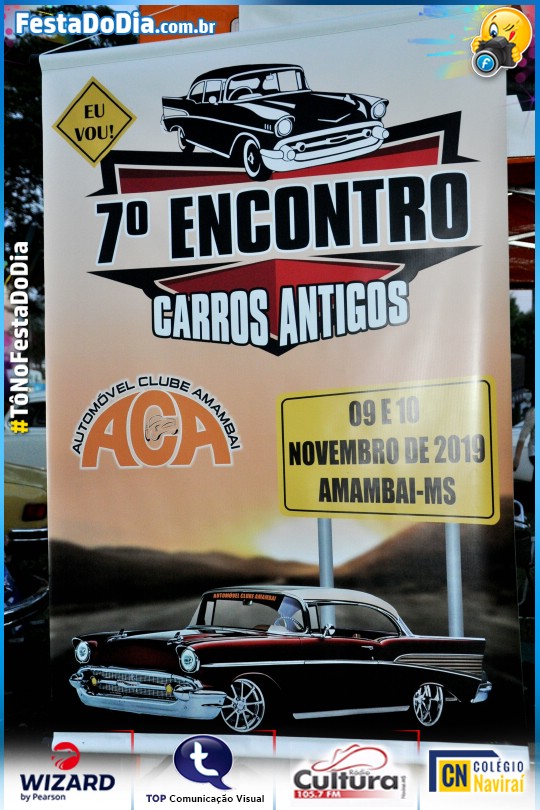 FestaDoDia.com.br
EU
VOU!
7º ENCONTRO
CARROS ANTIGOS
#TôNoFestaDoDia
AUTOMÓVEL CLUBE AMAMBAI
ACA
09 E 10
NOVEMBRO DE 2019
AMAMBAI-MS
AUTOMÓVEL CLUBE AMAMBAI
WIZARD
by Pearson
t
TOP Comunicação Visual
Rádio
Cultura
105.7 FM
CN
COLÉGIO
Naviraí